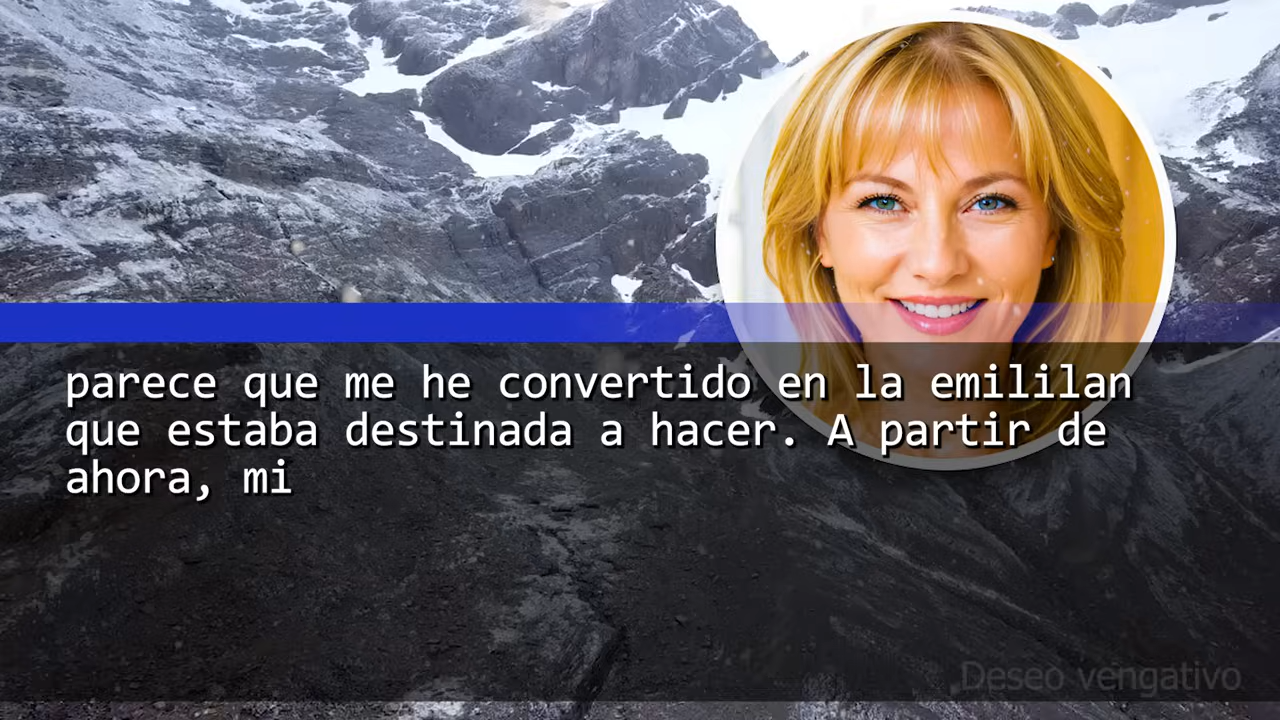 parece que me he convertido en la emililan
que estaba destinada a hacer. A partir de
ahora, mi
Deseo vengativo